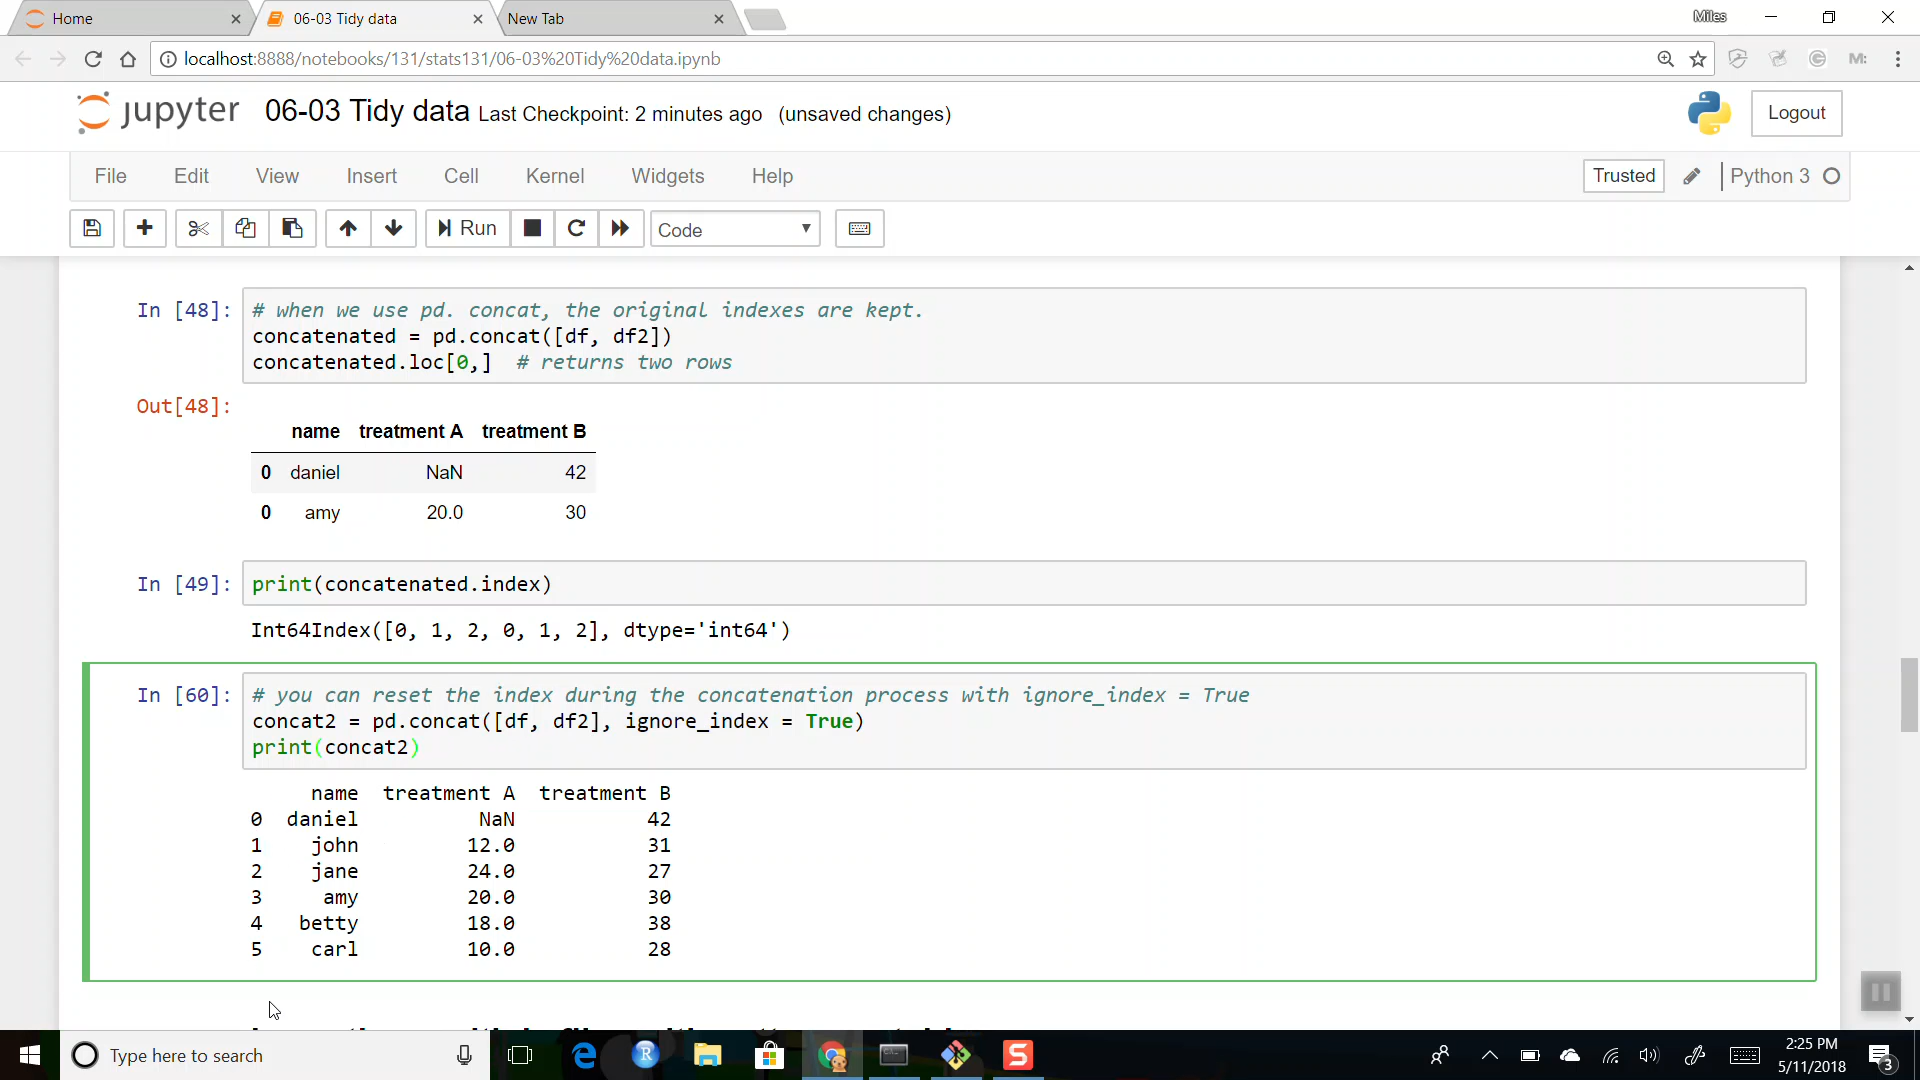 Home
06-03 Tidy data
New Tab
Miles
localhost:8888/notebooks/131/stats131/06-03%20Tidy%20data.ipynb
M:
jupyter 06-03 Tidy data Last Checkpoint: 2 minutes ago (unsaved changes)
Logout
File Edit View Insert Cell Kernel Widgets Help
Trusted
Python 3
Run
Code
In [48]:
# when we use pd. concat, the original indexes are kept.
concatenated = pd.concat([df, df2])
concatenated.loc[0,] # returns two rows
Out[48]:
name treatment A treatment B
0 daniel NaN 42
0 amy 20.0 30
In [49]: print(concatenated.index)
Int64Index([0, 1, 2, 0, 1, 2], dtype='int64')
In [60]:
# you can reset the index during the concatenation process with ignore_index = True
concat2 = pd.concat([df, df2], ignore_index = True)
print(concat2)
name treatment A treatment B
0 daniel NaN 42
1 john 12.0 31
2 jane 24.0 27
3 amy 20.0 30
4 betty 18.0 38
5 carl 10.0 28
Type here to search
R
S
2:25 PM
5/11/2018
3